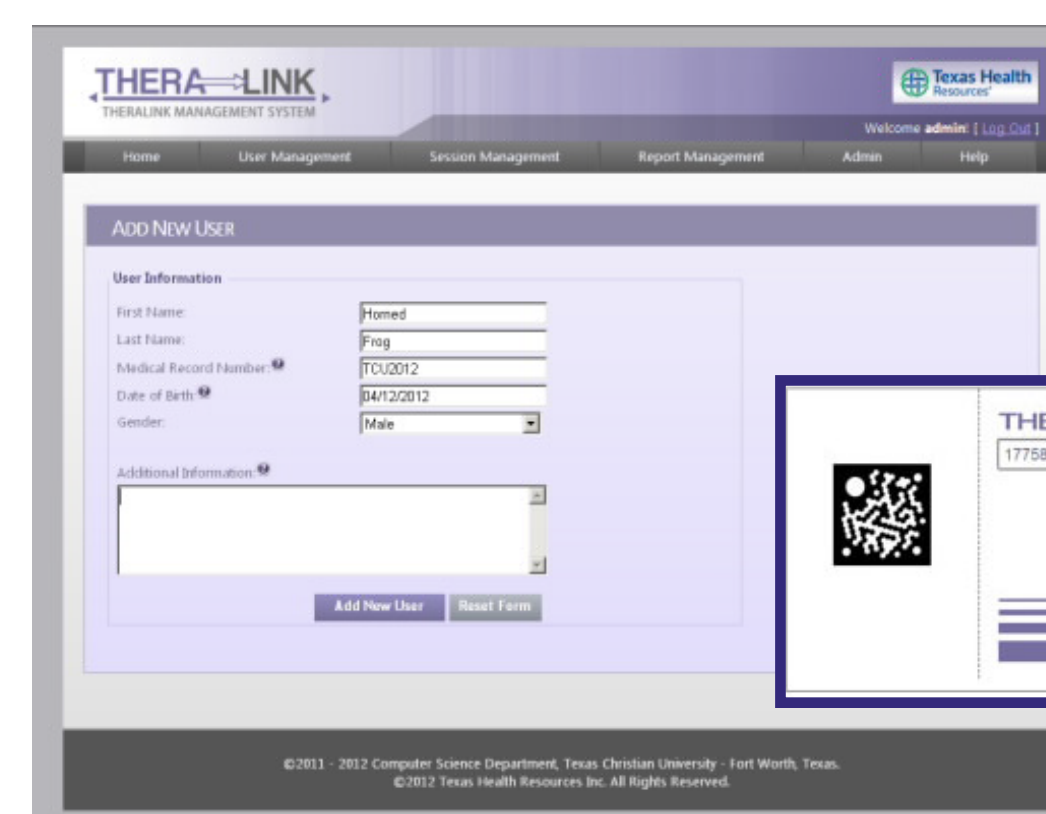 THERA LINK
THERALINK MANAGEMENT SYSTEM
Texas Health
Resources
Welcome admin! [ Log Out ]
Home User Management Session Management Report Management Admin Help
ADD NEW USER
User Information
First Name: Horned
Last Name: Frog
Medical Record Number: TCU2012
Date of Birth: 04/12/2012
Gender: Male
Additional Information:
Add New User Reset Form
THE
17758
©2011 - 2012 Computer Science Department, Texas Christian University - Fort Worth, Texas.
©2012 Texas Health Resources Inc. All Rights Reserved.